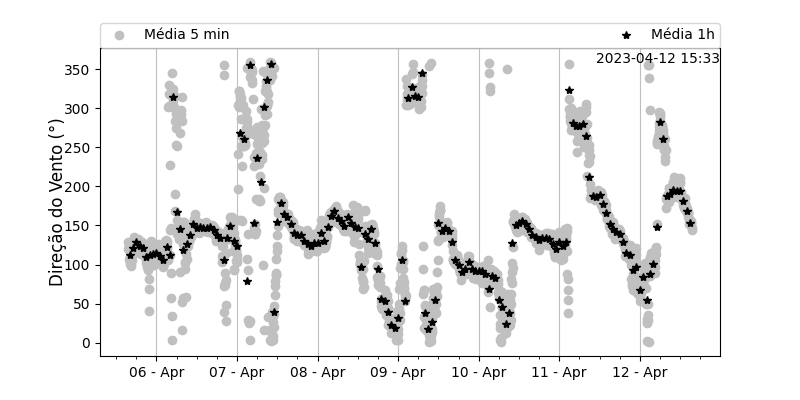 Média 5 min
Média 1h
2023-04-12 15:33
Direção do Vento (°)
350
300
250
200
150
100
50
0
06 - Apr
07 - Apr
08 - Apr
09 - Apr
10 - Apr
11 - Apr
12 - Apr